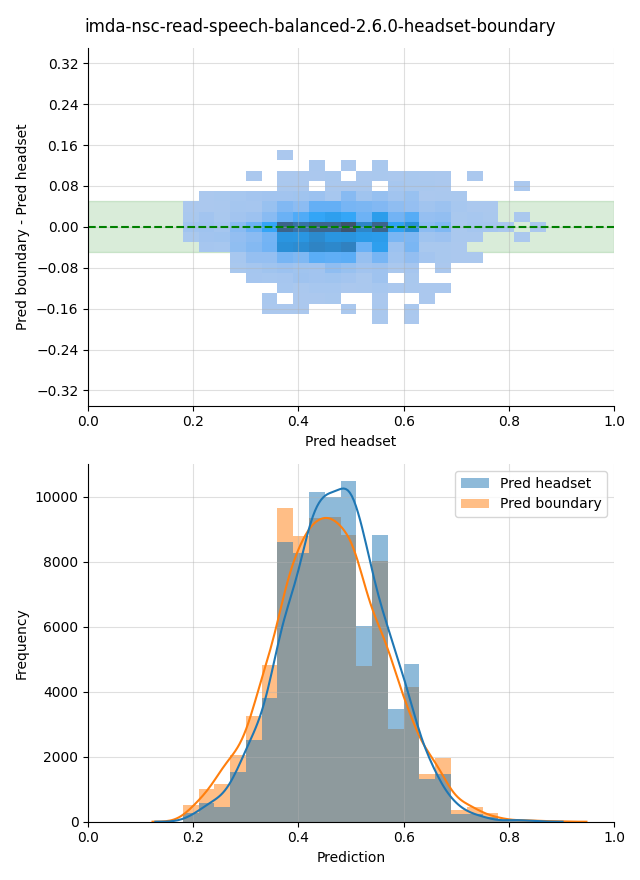 imda-nsc-read-speech-balanced-2.6.0-headset-boundary
Pred boundary - Pred headset
0.32
0.24
0.16
0.08
0.00
−0.08
−0.16
−0.24
−0.32
0.0 0.2 0.4 0.6 0.8 1.0
Pred headset
Frequency
10000
8000
6000
4000
2000
0
Pred headset
Pred boundary
0.0 0.2 0.4 0.6 0.8 1.0
Prediction